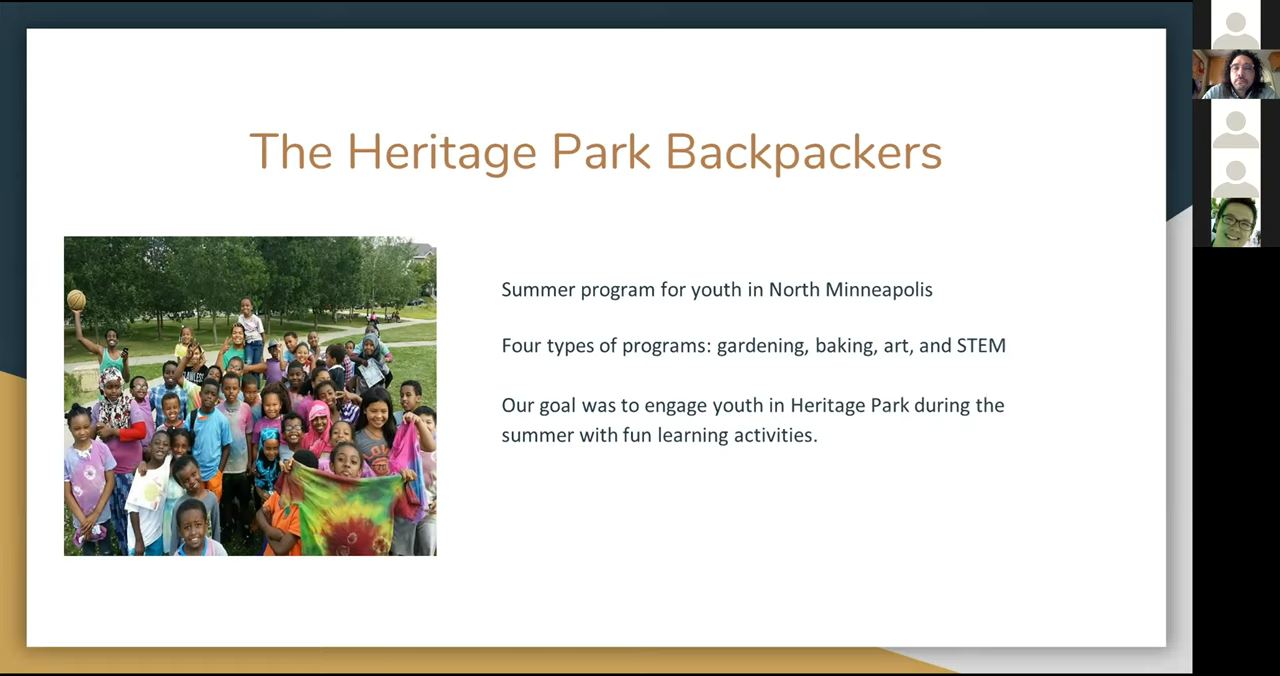 The Heritage Park Backpackers
Summer program for youth in North Minneapolis
Four types of programs: gardening, baking, art, and STEM
Our goal was to engage youth in Heritage Park during the
summer with fun learning activities.